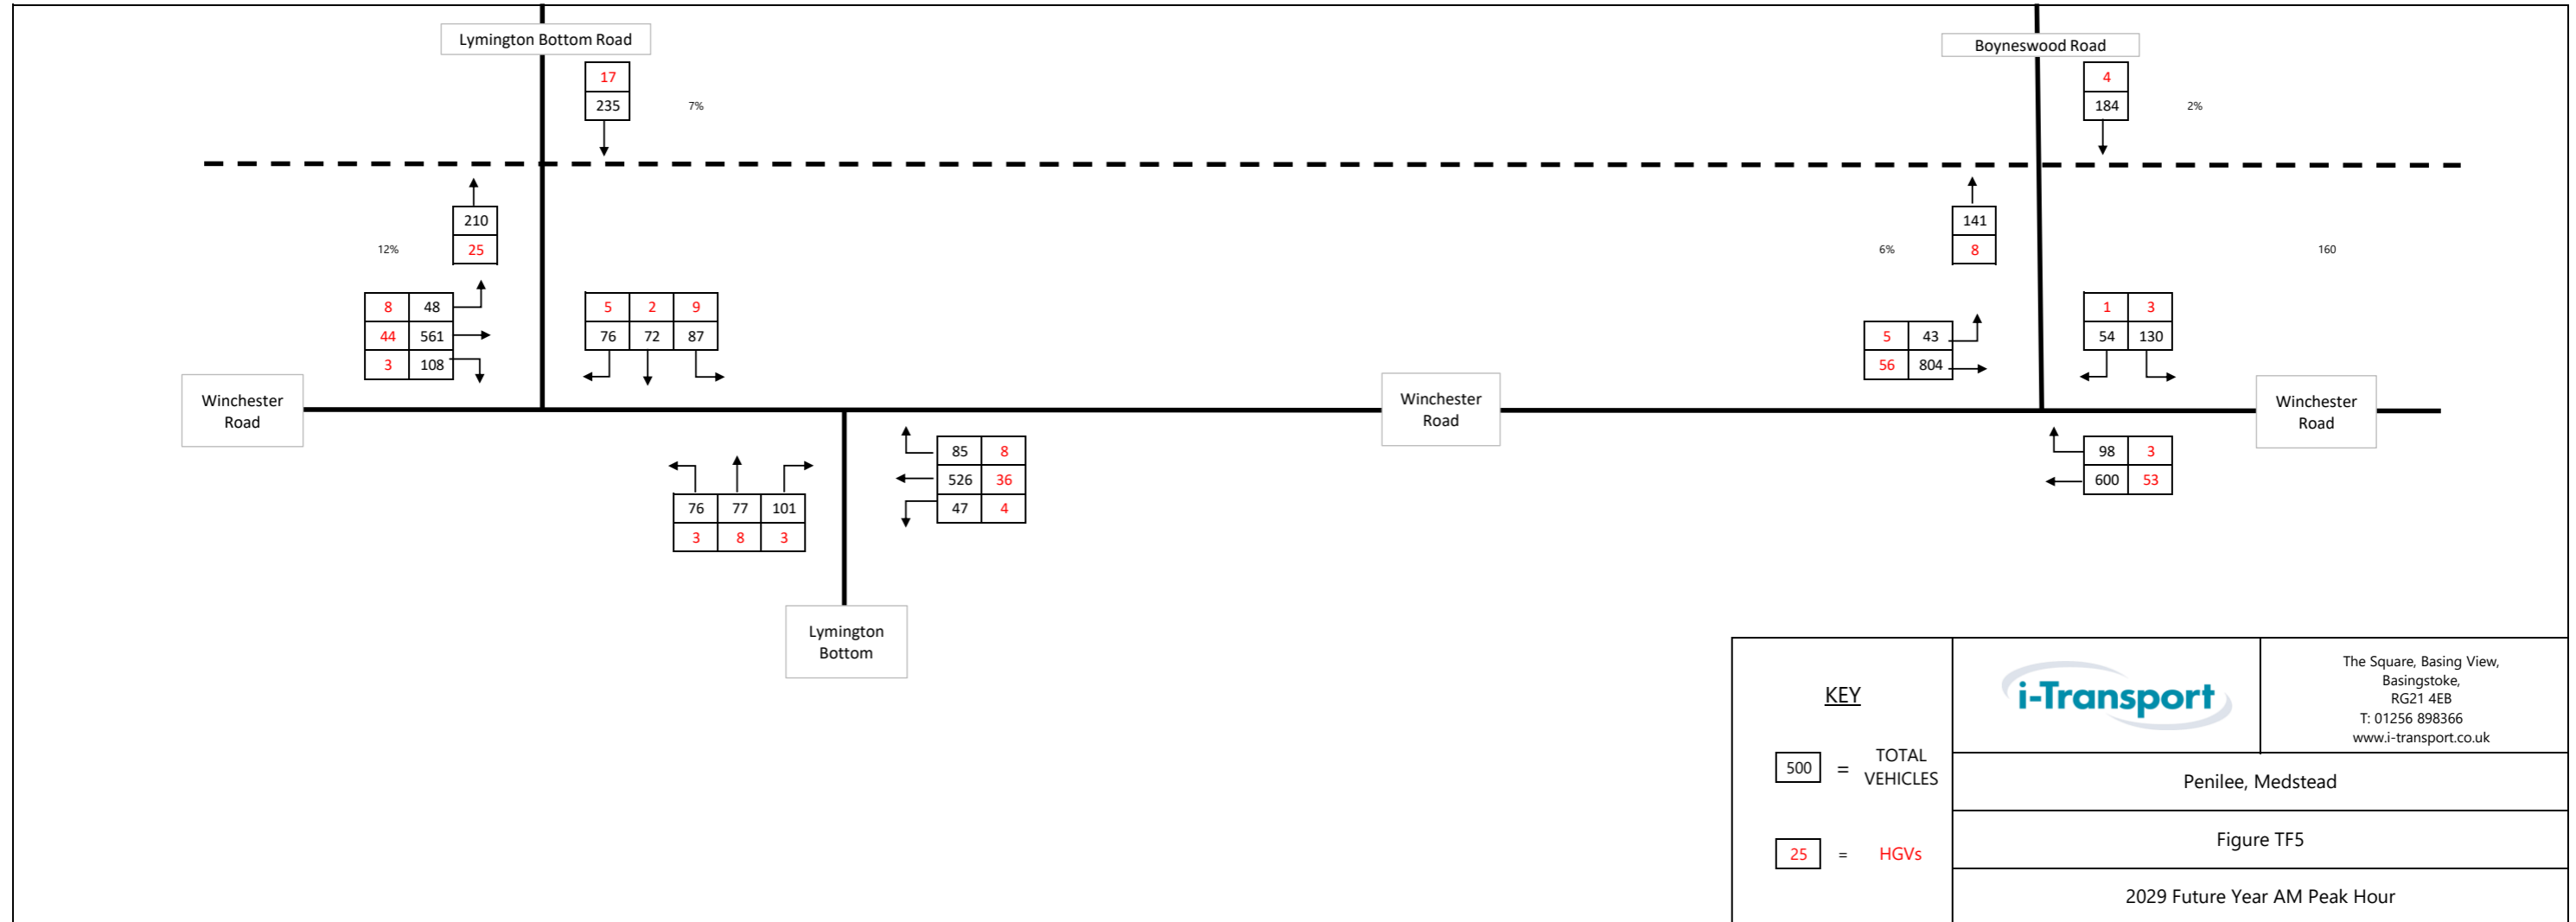 Lymington Bottom Road
Boyneswood Road
17
235
7%
4
184
2%
210
25
12%
141
8
6%
160
8 48
44 561
3 108
5 2 9
76 72 87
5 43
56 804
1 3
54 130
Winchester
Road
Winchester
Road
Winchester
Road
85 8
526 36
47 4
98 3
600 53
76 77 101
3 8 3
Lymington
Bottom
KEY
500 = TOTAL
VEHICLES
25 = HGVs
i-Transport
The Square, Basing View,
Basingstoke,
RG21 4EB
T: 01256 898366
www.i-transport.co.uk
Penilee, Medstead
Figure TF5
2029 Future Year AM Peak Hour